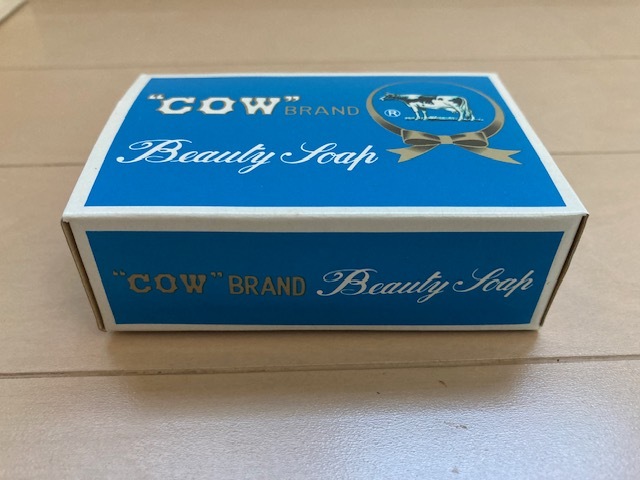 "COW" BRAND
®
Beauty Soap
"COW" BRAND Beauty Soap